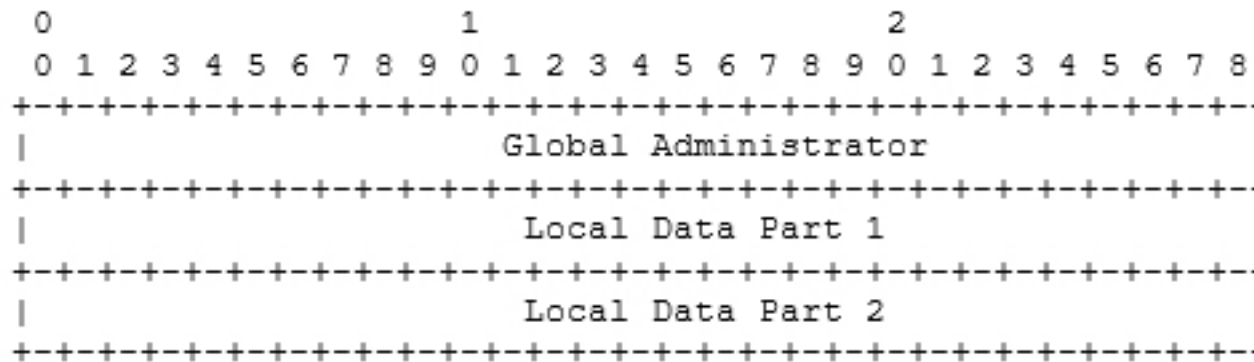 0 1 2
0 1 2 3 4 5 6 7 8 9 0 1 2 3 4 5 6 7 8 9 0 1 2 3 4 5 6 7 8
+-+-+-+-+-+-+-+-+-+-+-+-+-+-+-+-+-+-+-+-+-+-+-+-+-+-+-+-+-
| Global Administrator
+-+-+-+-+-+-+-+-+-+-+-+-+-+-+-+-+-+-+-+-+-+-+-+-+-+-+-+-+-
| Local Data Part 1
+-+-+-+-+-+-+-+-+-+-+-+-+-+-+-+-+-+-+-+-+-+-+-+-+-+-+-+-+-
| Local Data Part 2
+-+-+-+-+-+-+-+-+-+-+-+-+-+-+-+-+-+-+-+-+-+-+-+-+-+-+-+-+-